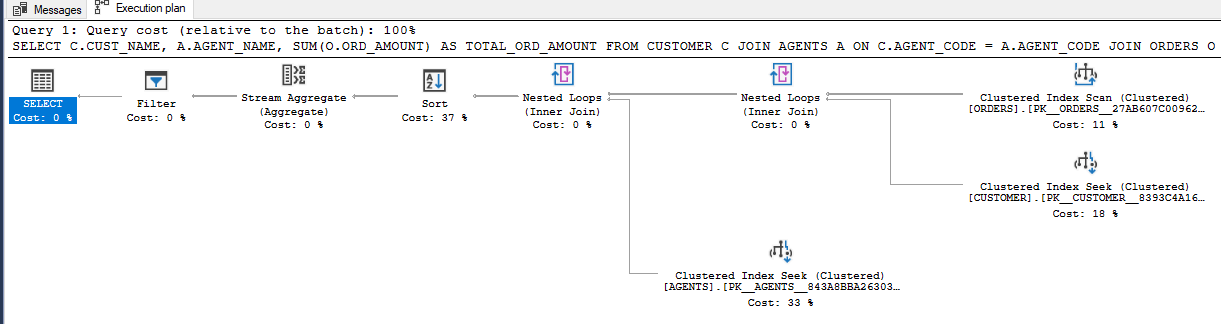 Messages Execution plan
Query 1: Query cost (relative to the batch): 100%
SELECT C.CUST_NAME, A.AGENT_NAME, SUM(O.ORD_AMOUNT) AS TOTAL_ORD_AMOUNT FROM CUSTOMER C JOIN AGENTS A ON C.AGENT_CODE = A.AGENT_CODE JOIN ORDERS O
SELECT
Cost: 0 %
Filter
Cost: 0 %
Stream Aggregate
(Aggregate)
Cost: 0 %
Sort
Cost: 37 %
Nested Loops
(Inner Join)
Cost: 0 %
Nested Loops
(Inner Join)
Cost: 0 %
Clustered Index Scan (Clustered)
[ORDERS].[PK__ORDERS__27AB607C00962…
Cost: 11 %
Clustered Index Seek (Clustered)
[CUSTOMER].[PK__CUSTOMER__8393C4A16…
Cost: 18 %
Clustered Index Seek (Clustered)
[AGENTS].[PK__AGENTS__843A8BBA26303…
Cost: 33 %